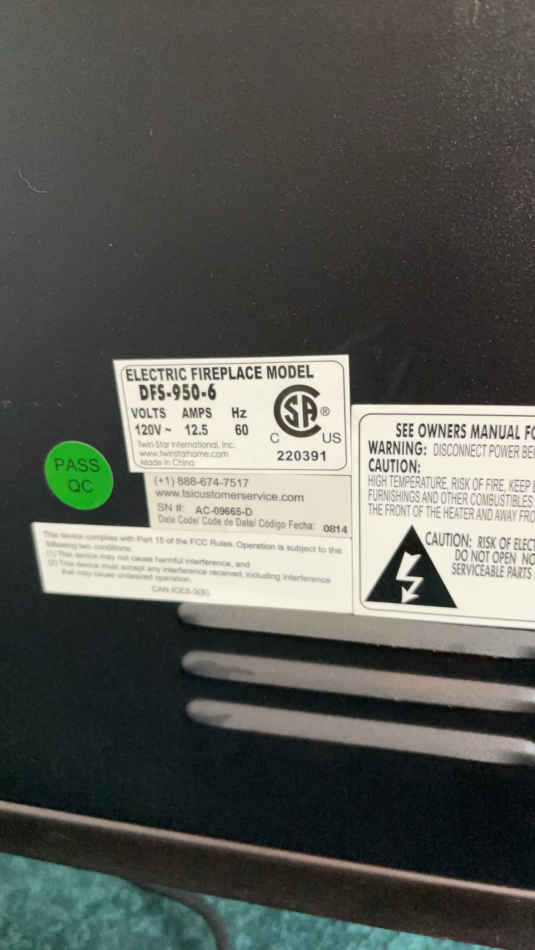 ELECTRIC FIREPLACE MODEL
DFS-950-6
VOLTS AMPS Hz
120V~ 12.5 60
Twin-Star International, Inc.
www.twinstarhome.com
Made in China
CSA®
C US
220391
PASS
QC
(+1) 888-674-7517
www.tsicustomerservice.com
SN #: AC-09665-D
Date Code/ Code de Date/ Código Fecha: 0814
This device complies with Part 15 of the FCC Rules. Operation is subject to the
following two conditions:
(1) This device may not cause harmful interference, and
(2) This device must accept any interference received, including interference
that may cause undesired operation.
CAN ICES-3(B)
SEE OWNERS MANUAL FO
WARNING: DISCONNECT POWER BE
CAUTION:
HIGH TEMPERATURE, RISK OF FIRE, KEEP
FURNISHINGS AND OTHER COMBUSTIBLES
THE FRONT OF THE HEATER AND AWAY FRO
CAUTION: RISK OF ELECT
DO NOT OPEN NO
SERVICEABLE PARTS